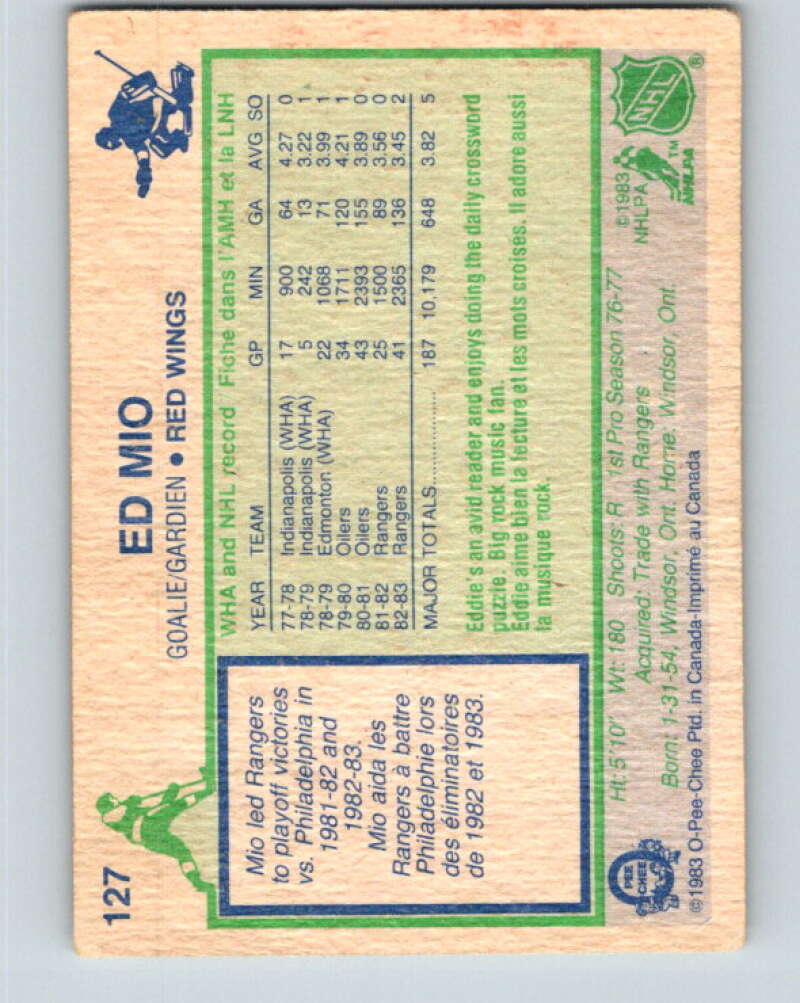 127
ED MIO
GOALIE/GARDIEN • RED WINGS
Mio led Rangers
to playoff victories
vs. Philadelphia in
1981-82 and
1982-83.
Mio aida les
Rangers à battre
Philadelphie lors
des éliminatoires
de 1982 et 1983.
WHA and NHL record Fiche dans l'AMH et la LNH
YEAR TEAM GP MIN GA AVG SO
77-78 Indianapolis (WHA) 17 900 64 4.27 0
78-79 Indianapolis (WHA) 5 242 13 3.22 1
78-79 Edmonton (WHA) 22 1068 71 3.99 1
79-80 Oilers 34 1711 120 4.21 1
80-81 Oilers 43 2393 155 3.89 0
81-82 Rangers 25 1500 89 3.56 0
82-83 Rangers 41 2365 136 3.45 2
MAJOR TOTALS.................... 187 10,179 648 3.82 5
Eddie's an avid reader and enjoys doing the daily crossword
puzzle. Big rock music fan.
Eddie aime bien la lecture et les mots croises. Il adore aussi
la musique rock.
Ht: 5'10" Wt: 180 Shoots: R 1st Pro Season 76-77
Acquired: Trade with Rangers
Born: 1-31-54, Windsor, Ont. Home: Windsor, Ont.
©1983 O-Pee-Chee Ptd. in Canada-Imprimé au Canada
O
PEE
CHEE
©1983
NHLPA
NHL ®
TM
NHLPA